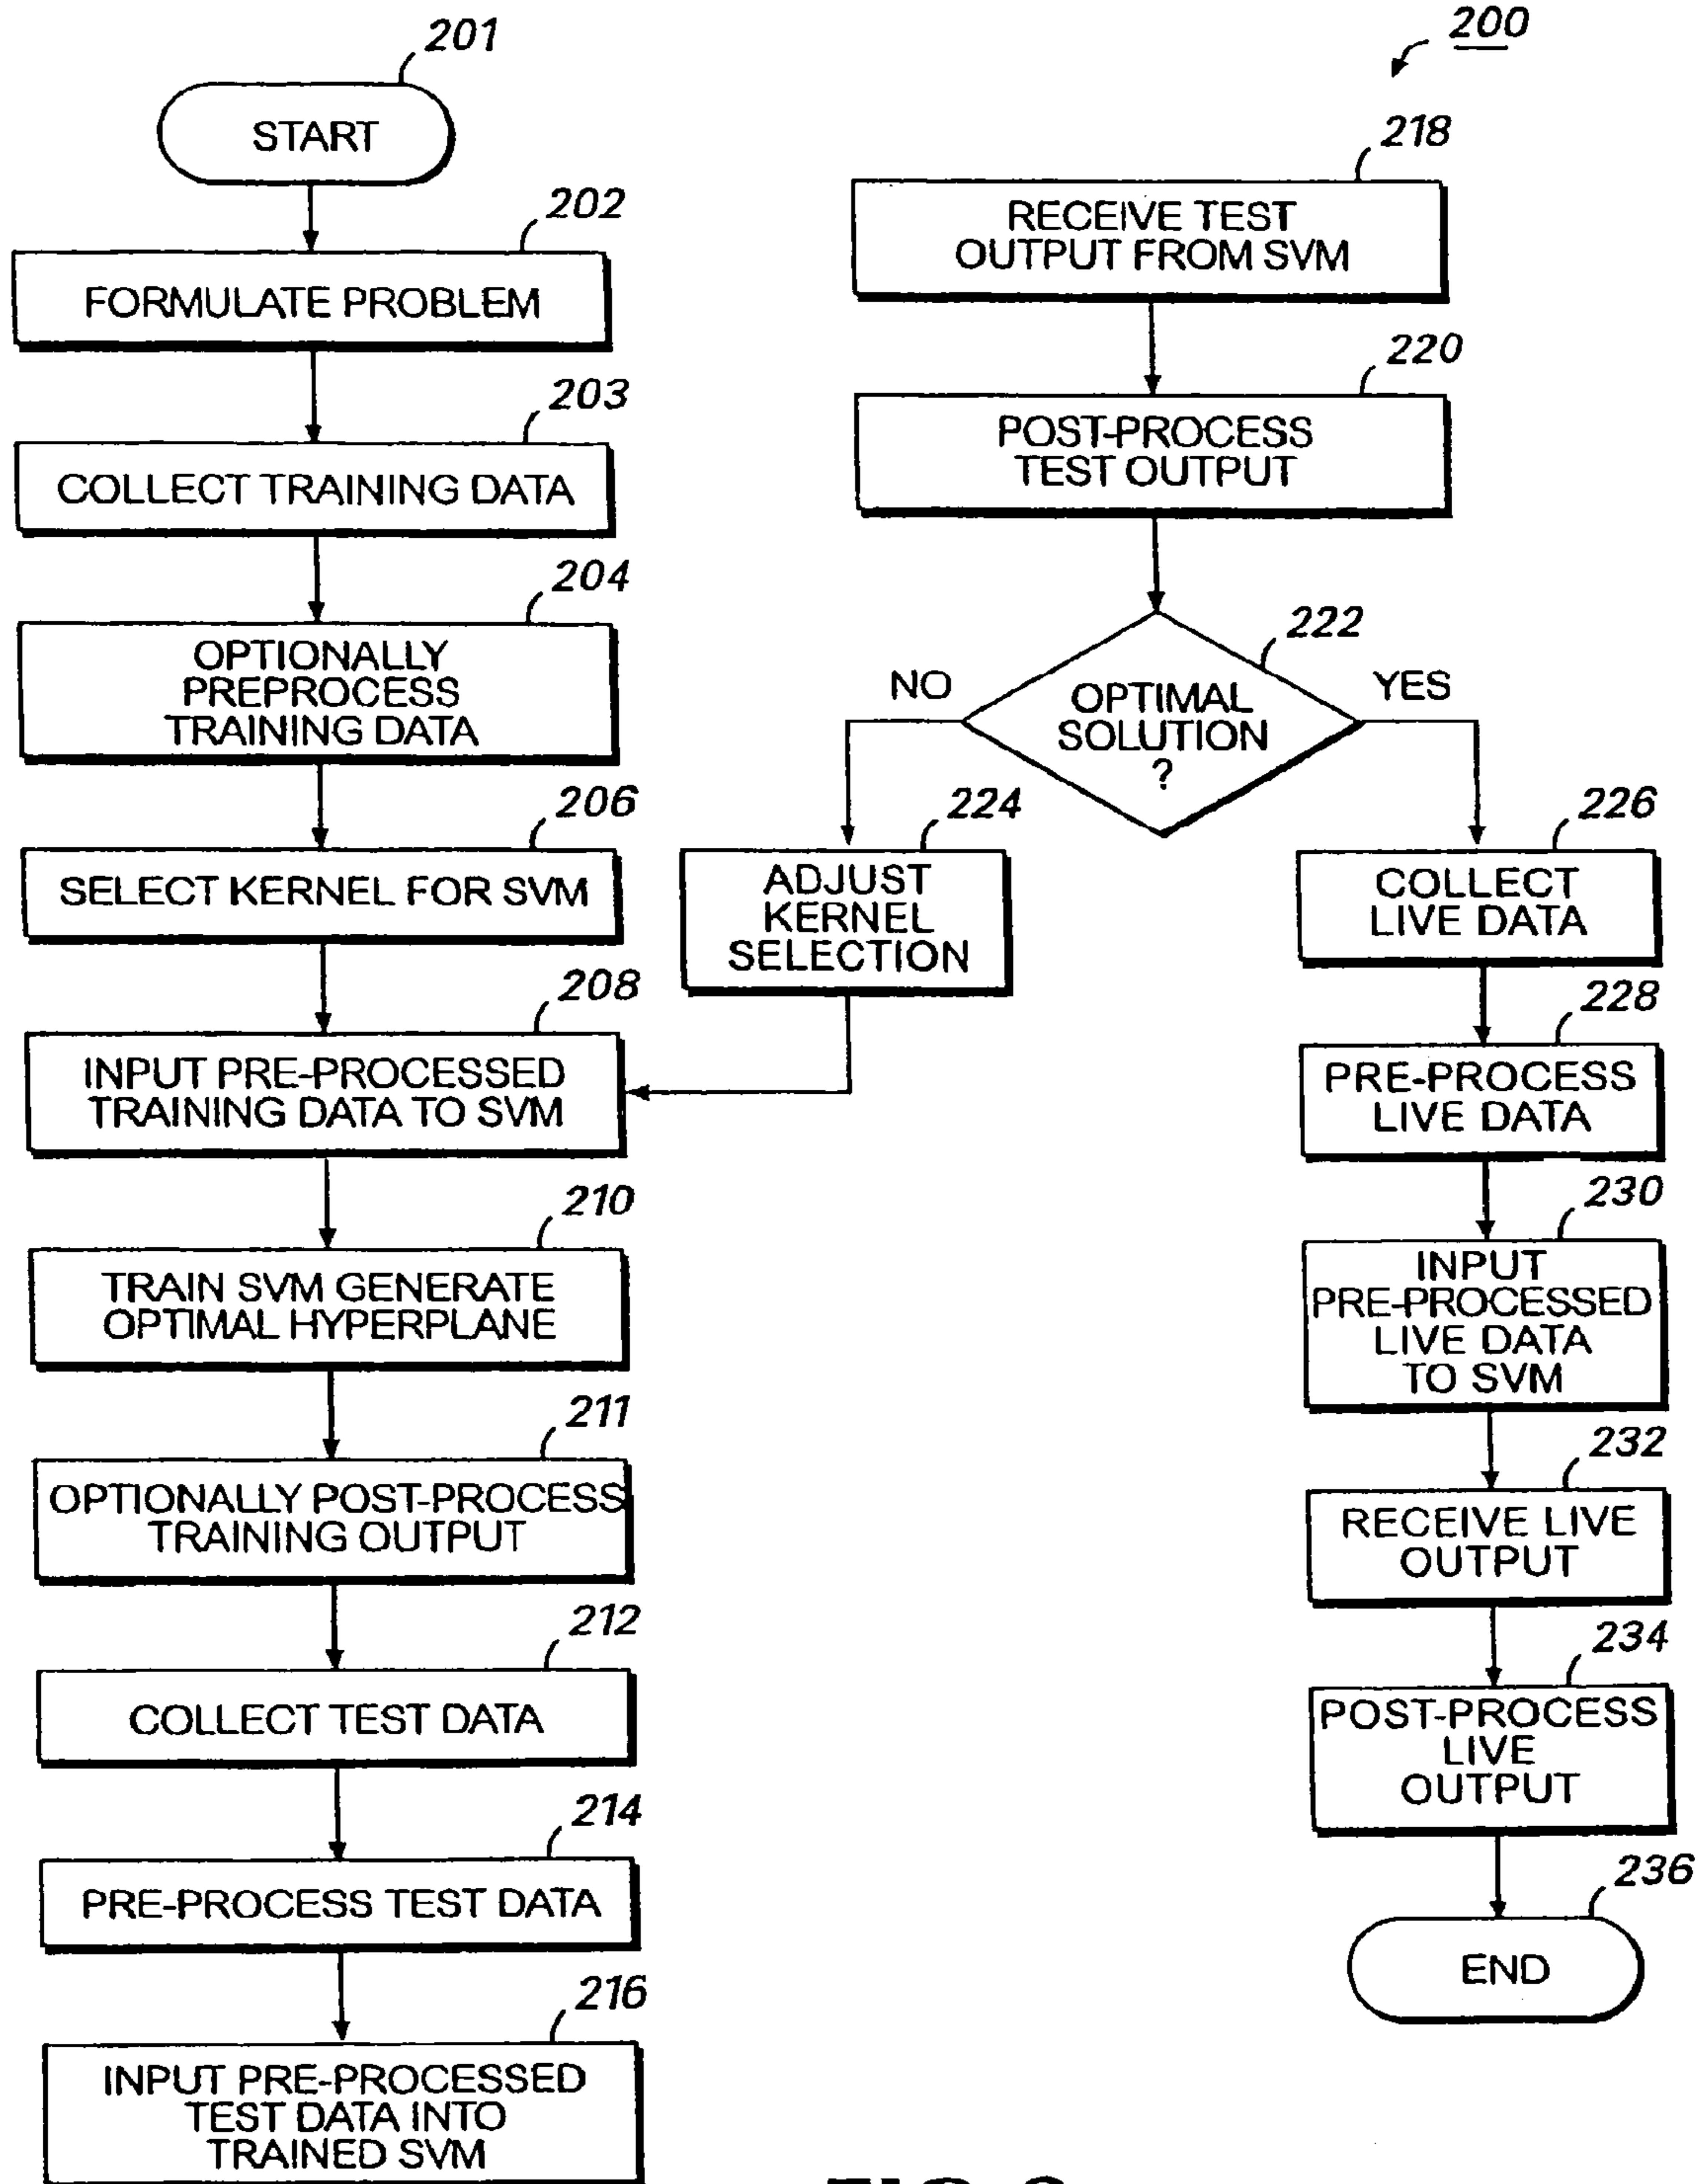 201
START
202
FORMULATE PROBLEM
203
COLLECT TRAINING DATA
204
OPTIONALLY
PREPROCESS
TRAINING DATA
206
SELECT KERNEL FOR SVM
208
INPUT PRE-PROCESSED
TRAINING DATA TO SVM
210
TRAIN SVM GENERATE
OPTIMAL HYPERPLANE
211
OPTIONALLY POST-PROCESS
TRAINING OUTPUT
212
COLLECT TEST DATA
214
PRE-PROCESS TEST DATA
216
INPUT PRE-PROCESSED
TEST DATA INTO
TRAINED SVM
200
218
RECEIVE TEST
OUTPUT FROM SVM
220
POST-PROCESS
TEST OUTPUT
222
OPTIMAL
SOLUTION
?
NO
YES
224
ADJUST
KERNEL
SELECTION
226
COLLECT
LIVE DATA
228
PRE-PROCESS
LIVE DATA
230
INPUT
PRE-PROCESSED
LIVE DATA
TO SVM
232
RECEIVE LIVE
OUTPUT
234
POST-PROCESS
LIVE
OUTPUT
236
END